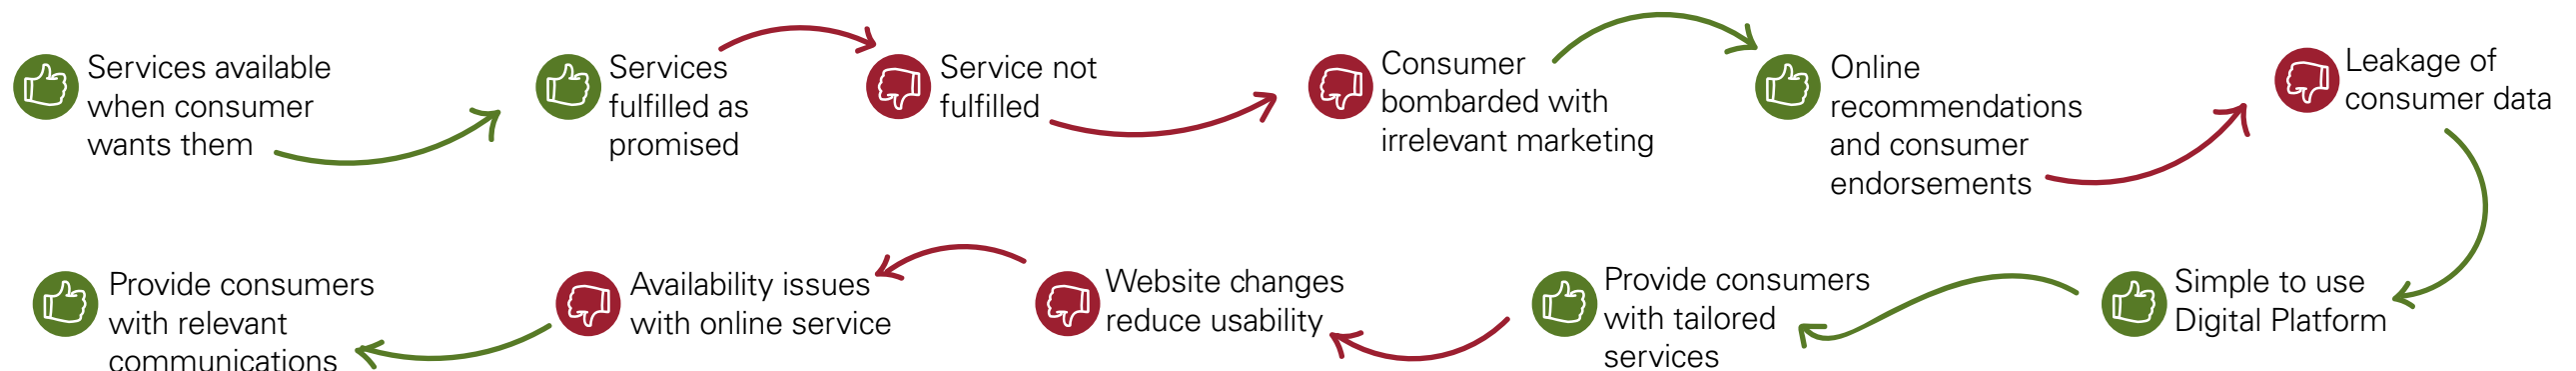 Services available
when consumer
wants them
Services
fulfilled as
promised
Service not
fulfilled
Consumer
bombarded with
irrelevant marketing
Online
recommendations
and consumer
endorsements
Leakage of
consumer data
Simple to use
Digital Platform
Provide consumers
with tailored
services
Website changes
reduce usability
Availability issues
with online service
Provide consumers
with relevant
communications